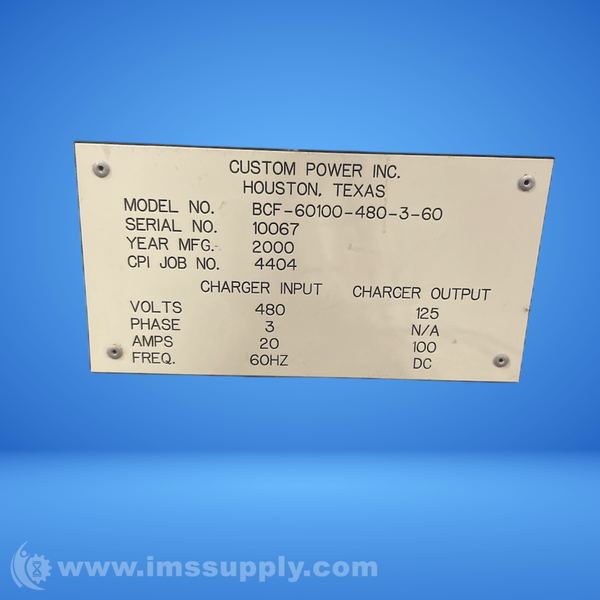 CUSTOM POWER INC.
HOUSTON, TEXAS
MODEL NO. BCF-60100-480-3-60
SERIAL NO. 10067
YEAR MFG. 2000
CPI JOB NO. 4404
CHARGER INPUT CHARCER OUTPUT
VOLTS 480 125
PHASE 3 N/A
AMPS 20 100
FREQ. 60HZ DC
www.imssupply.com